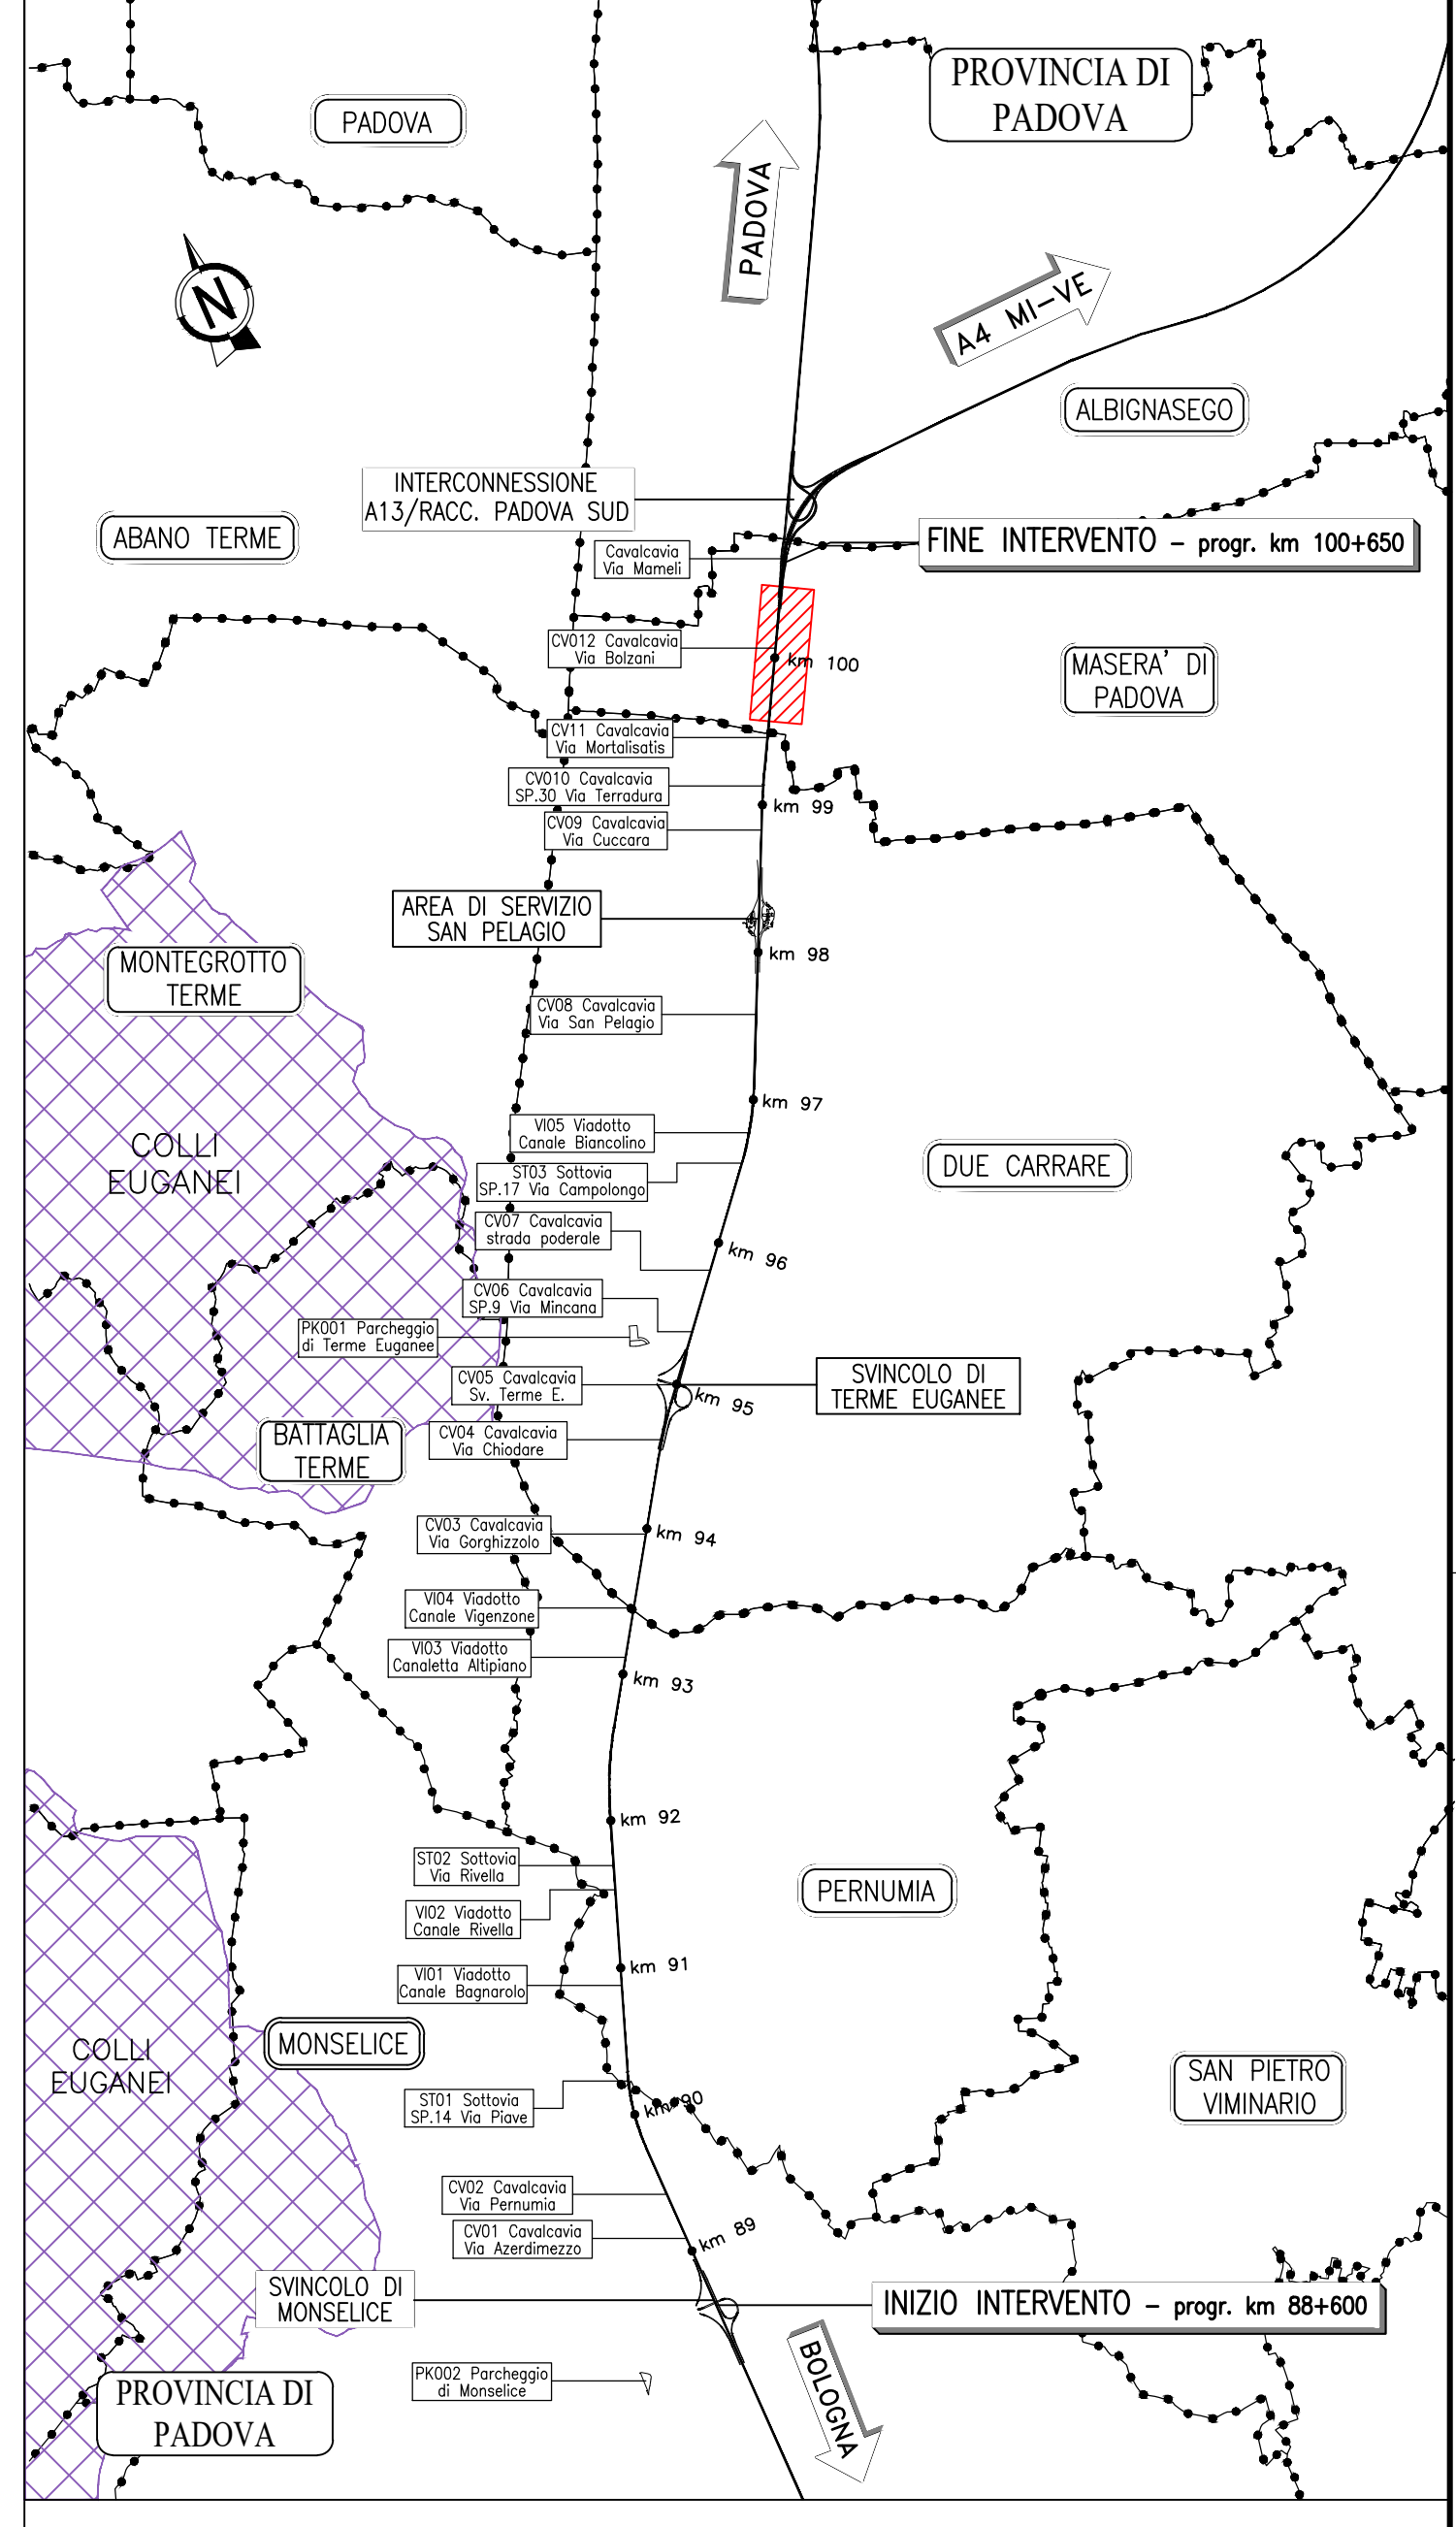 PROVINCIA DI
PADOVA
PADOVA
PADOVA
N
A4 MI-VE
ALBIGNASEGO
INTERCONNESSIONE
A13/RACC. PADOVA SUD
ABANO TERME
FINE INTERVENTO - progr. km 100+650
Cavalcavia
Via Mameli
CV012 Cavalcavia
Via Bolzani
km 100
MASERA' DI
PADOVA
CV11 Cavalcavia
Via Mortalisatis
CV010 Cavalcavia
SP.30 Via Terradura
km 99
CV09 Cavalcavia
Via Cuccara
AREA DI SERVIZIO
SAN PELAGIO
km 98
MONTEGROTTO
TERME
CV08 Cavalcavia
Via San Pelagio
km 97
VI05 Viadotto
Canale Biancolino
COLLI
EUGANEI
DUE CARRARE
ST03 Sottovia
SP.17 Via Campolongo
CV07 Cavalcavia
strada poderale
km 96
CV06 Cavalcavia
SP.9 Via Mincana
PK001 Parcheggio
di Terme Euganee
CV05 Cavalcavia
Sv. Terme E.
SVINCOLO DI
TERME EUGANEE
km 95
BATTAGLIA
TERME
CV04 Cavalcavia
Via Chiodare
CV03 Cavalcavia
Via Gorghizzolo
km 94
VI04 Viadotto
Canale Vigenzone
VI03 Viadotto
Canaletta Altipiano
km 93
km 92
ST02 Sottovia
Via Rivella
PERNUMIA
VI02 Viadotto
Canale Rivella
km 91
VI01 Viadotto
Canale Bagnarolo
MONSELICE
COLLI
EUGANEI
SAN PIETRO
VIMINARIO
ST01 Sottovia
SP.14 Via Piave
km 90
CV02 Cavalcavia
Via Pernumia
CV01 Cavalcavia
Via Azerdimezzo
km 89
SVINCOLO DI
MONSELICE
INIZIO INTERVENTO - progr. km 88+600
PK002 Parcheggio
di Monselice
BOLOGNA
PROVINCIA DI
PADOVA